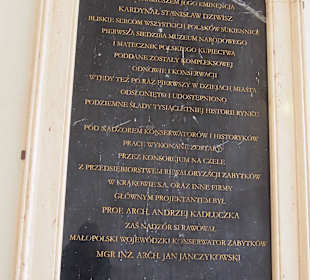 JEGO EMINENCJA
KARDYNAŁ STANISŁAW DZIWISZ
BLISKIE SERCOM WSZYSTKICH POLAKÓW SUKIENNICE
PIERWSZA SIEDZIBA MUZEUM NARODOWEGO
I MATECZNIK POLSKIEGO KUPIECTWA
PODDANE ZOSTAŁY KOMPLEKSOWEJ
ODNOWIE I KONSERWACJI
WTEDY TEŻ PO RAZ PIERWSZY W DZIEJACH MIASTA
ODSŁONIĘTO I UDOSTĘPNIONO
PODZIEMNE ŚLADY TYSIĄCLETNIEJ HISTORII RYNKU
POD NADZOREM KONSERWATORÓW I HISTORYKÓW
PRACE WYKONANE ZOSTAŁY
PRZEZ KONSORCJUM NA CZELE
Z PRZEDSIĘBIORSTWEM REWALORYZACJI ZABYTKÓW
W KRAKOWIE S.A. ORAZ INNE FIRMY
GŁÓWNYM PROJEKTANTEM BYŁ
PROF. ARCH. ANDRZEJ KADŁUCZKA
ZAŚ NADZÓR SPRAWOWAŁ
MAŁOPOLSKI WOJEWÓDZKI KONSERWATOR ZABYTKÓW
MGR INŻ. ARCH. JAN JANCZYKOWSKI